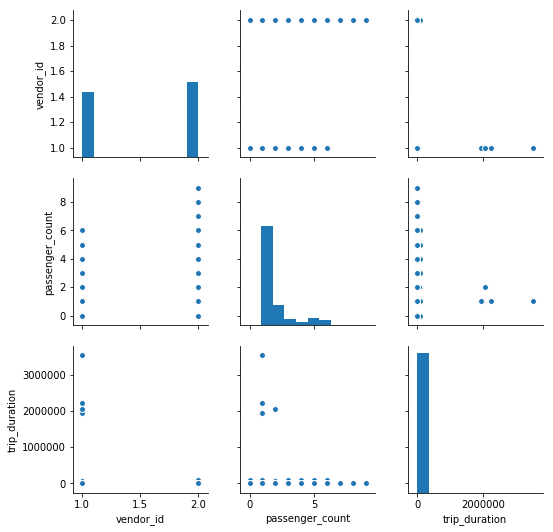 2.0
1.8
1.6
1.4
1.2
1.0
vendor_id
8
6
4
2
0
passenger_count
3000000
2000000
1000000
0
trip_duration
1.0 1.5 2.0
vendor_id
0 5
passenger_count
0 2000000
trip_duration